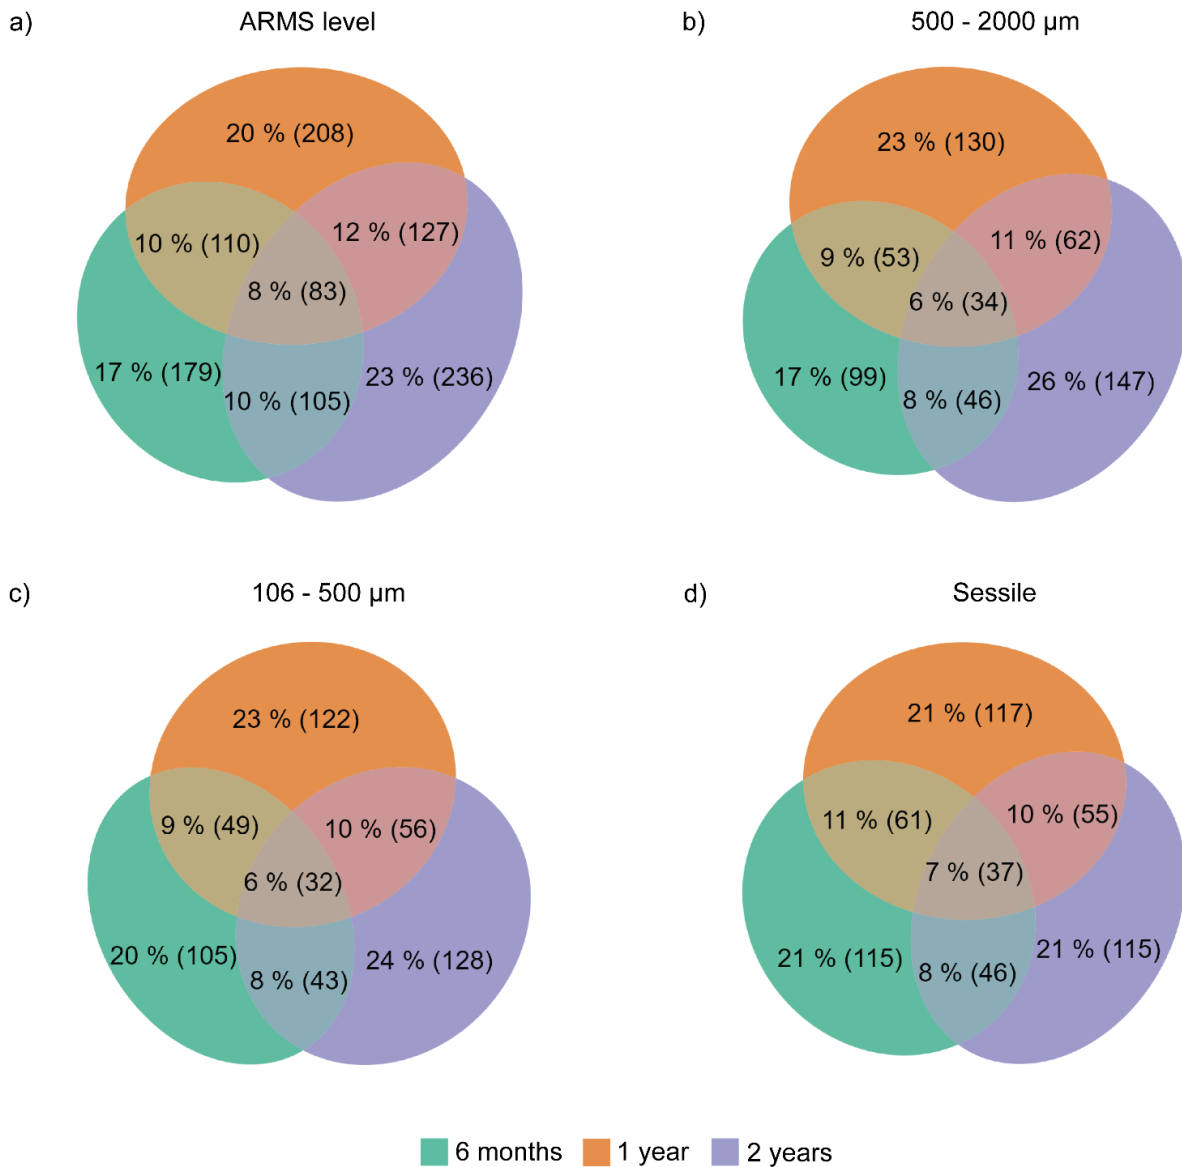 a) ARMS level
20 % (208)
10 % (110)
12 % (127)
8 % (83)
17 % (179)
10 % (105)
23 % (236)
b) 500 - 2000 µm
23 % (130)
9 % (53)
11 % (62)
6 % (34)
17 % (99)
8 % (46)
26 % (147)
c) 106 - 500 µm
23 % (122)
9 % (49)
10 % (56)
6 % (32)
20 % (105)
8 % (43)
24 % (128)
d) Sessile
21 % (117)
11 % (61)
10 % (55)
7 % (37)
21 % (115)
8 % (46)
21 % (115)
6 months 1 year 2 years